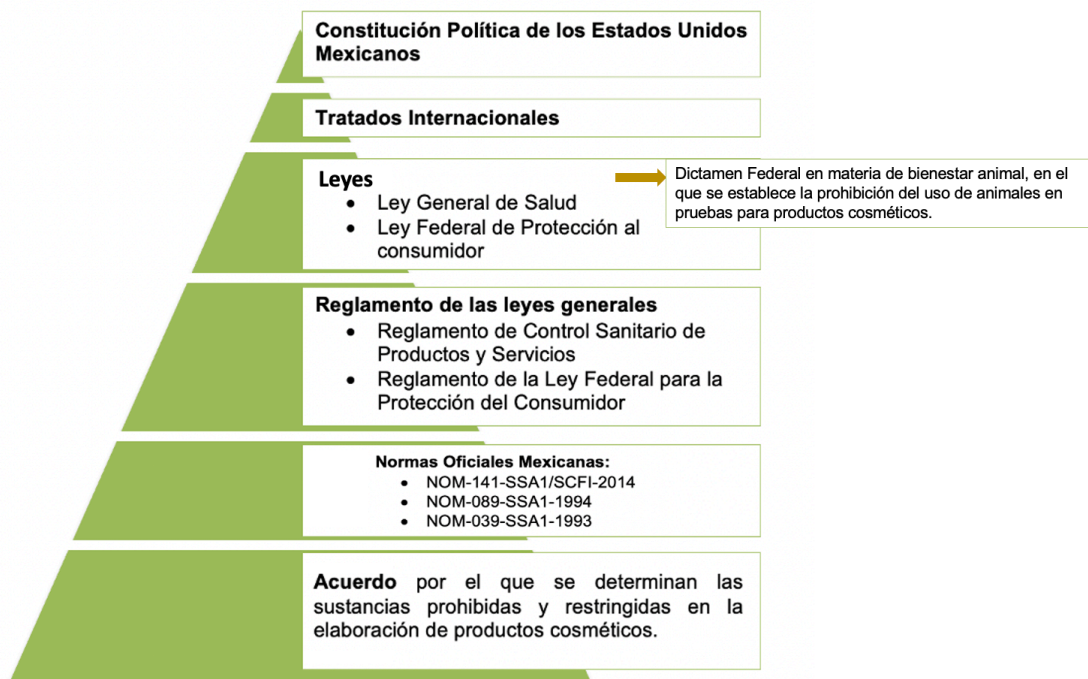 Constitución Política de los Estados Unidos
Mexicanos
Tratados Internacionales
Leyes
• Ley General de Salud
• Ley Federal de Protección al
consumidor
Dictamen Federal en materia de bienestar animal, en el
que se establece la prohibición del uso de animales en
pruebas para productos cosméticos.
Reglamento de las leyes generales
• Reglamento de Control Sanitario de
Productos y Servicios
• Reglamento de la Ley Federal para la
Protección del Consumidor
Normas Oficiales Mexicanas:
• NOM-141-SSA1/SCFI-2014
• NOM-089-SSA1-1994
• NOM-039-SSA1-1993
Acuerdo por el que se determinan las
sustancias prohibidas y restringidas en la
elaboración de productos cosméticos.